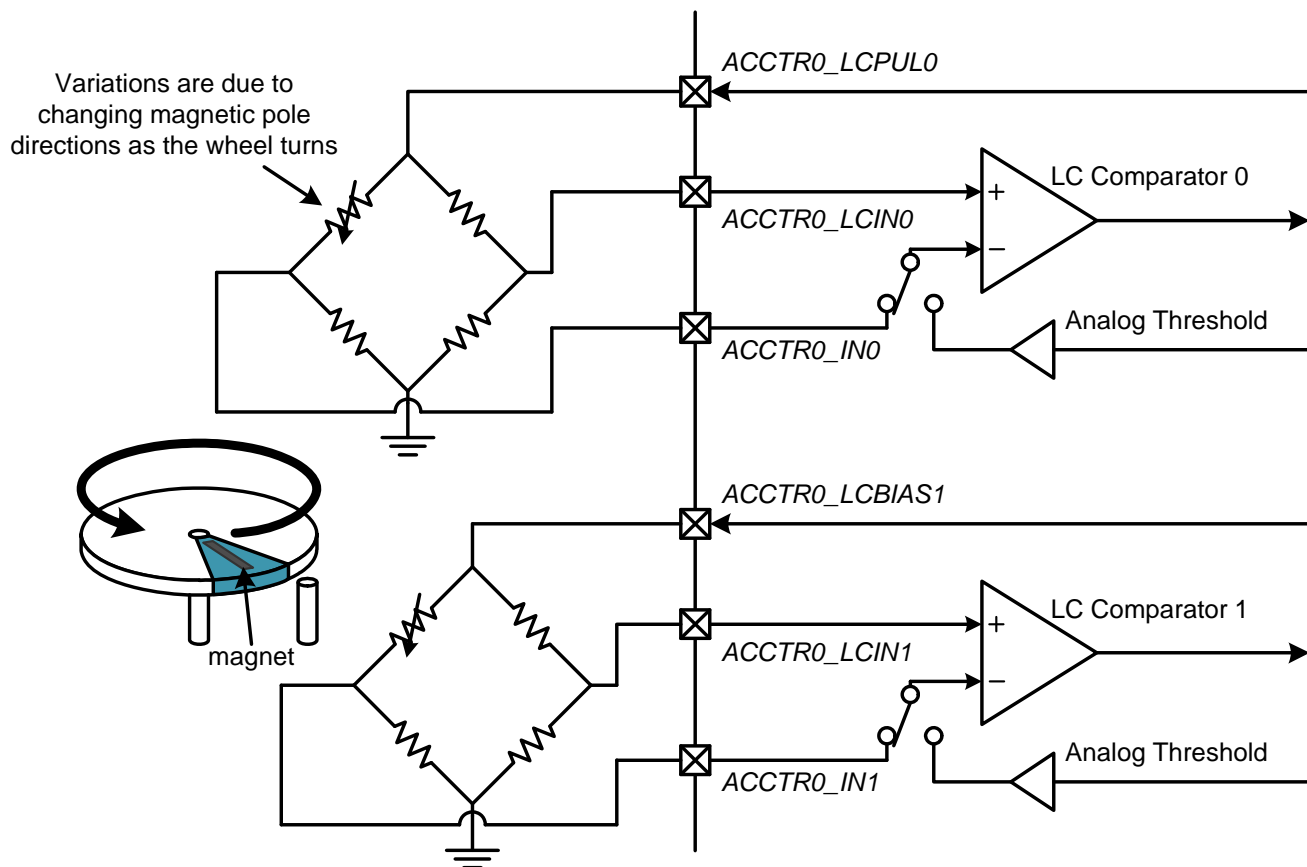 Variations are due to
changing magnetic pole
directions as the wheel turns
ACCTR0_LCPUL0
LC Comparator 0
+
ACCTR0_LCIN0
−
Analog Threshold
ACCTR0_IN0
ACCTR0_LCBIAS1
LC Comparator 1
+
ACCTR0_LCIN1
magnet
−
Analog Threshold
ACCTR0_IN1